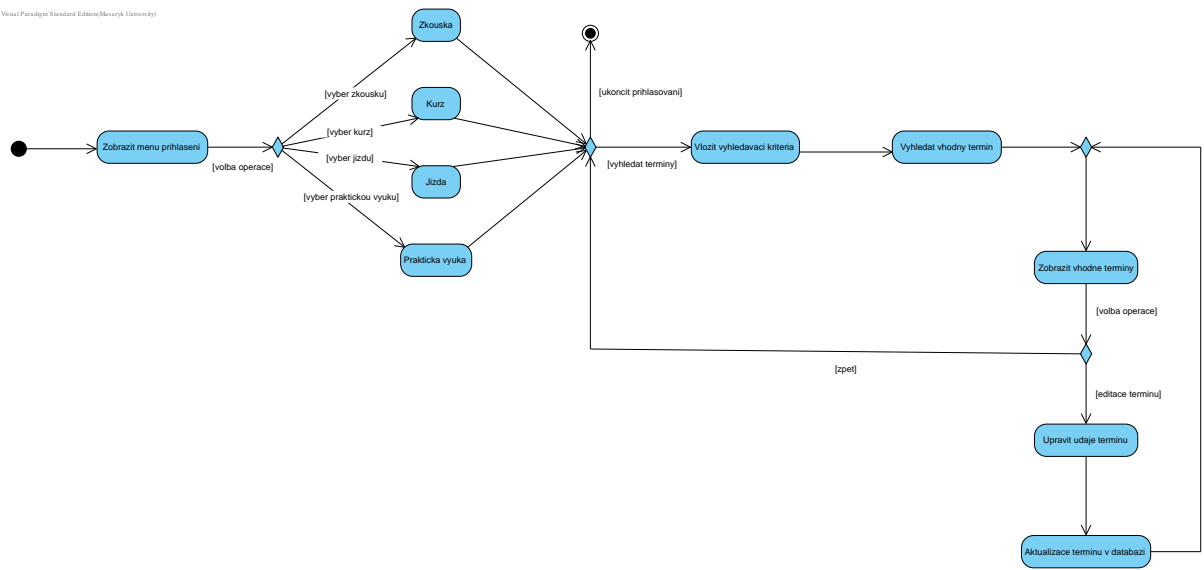 Visual Paradigm Standard Edition(Masaryk University)
Zkouska
[vyber zkousku]
[ukoncit prihlasovani]
Kurz
[vyber kurz]
Zobrazit menu prihlaseni
[volba operace]
[vyber jizdu]
Jizda
[vyhledat terminy]
Vlozit vyhledavaci kriteria
Vyhledat vhodny termin
[vyber praktickou vyuku]
Prakticka vyuka
Zobrazit vhodne terminy
[volba operace]
[zpet]
[editace terminu]
Upravit udaje terminu
Aktualizace terminu v databazi